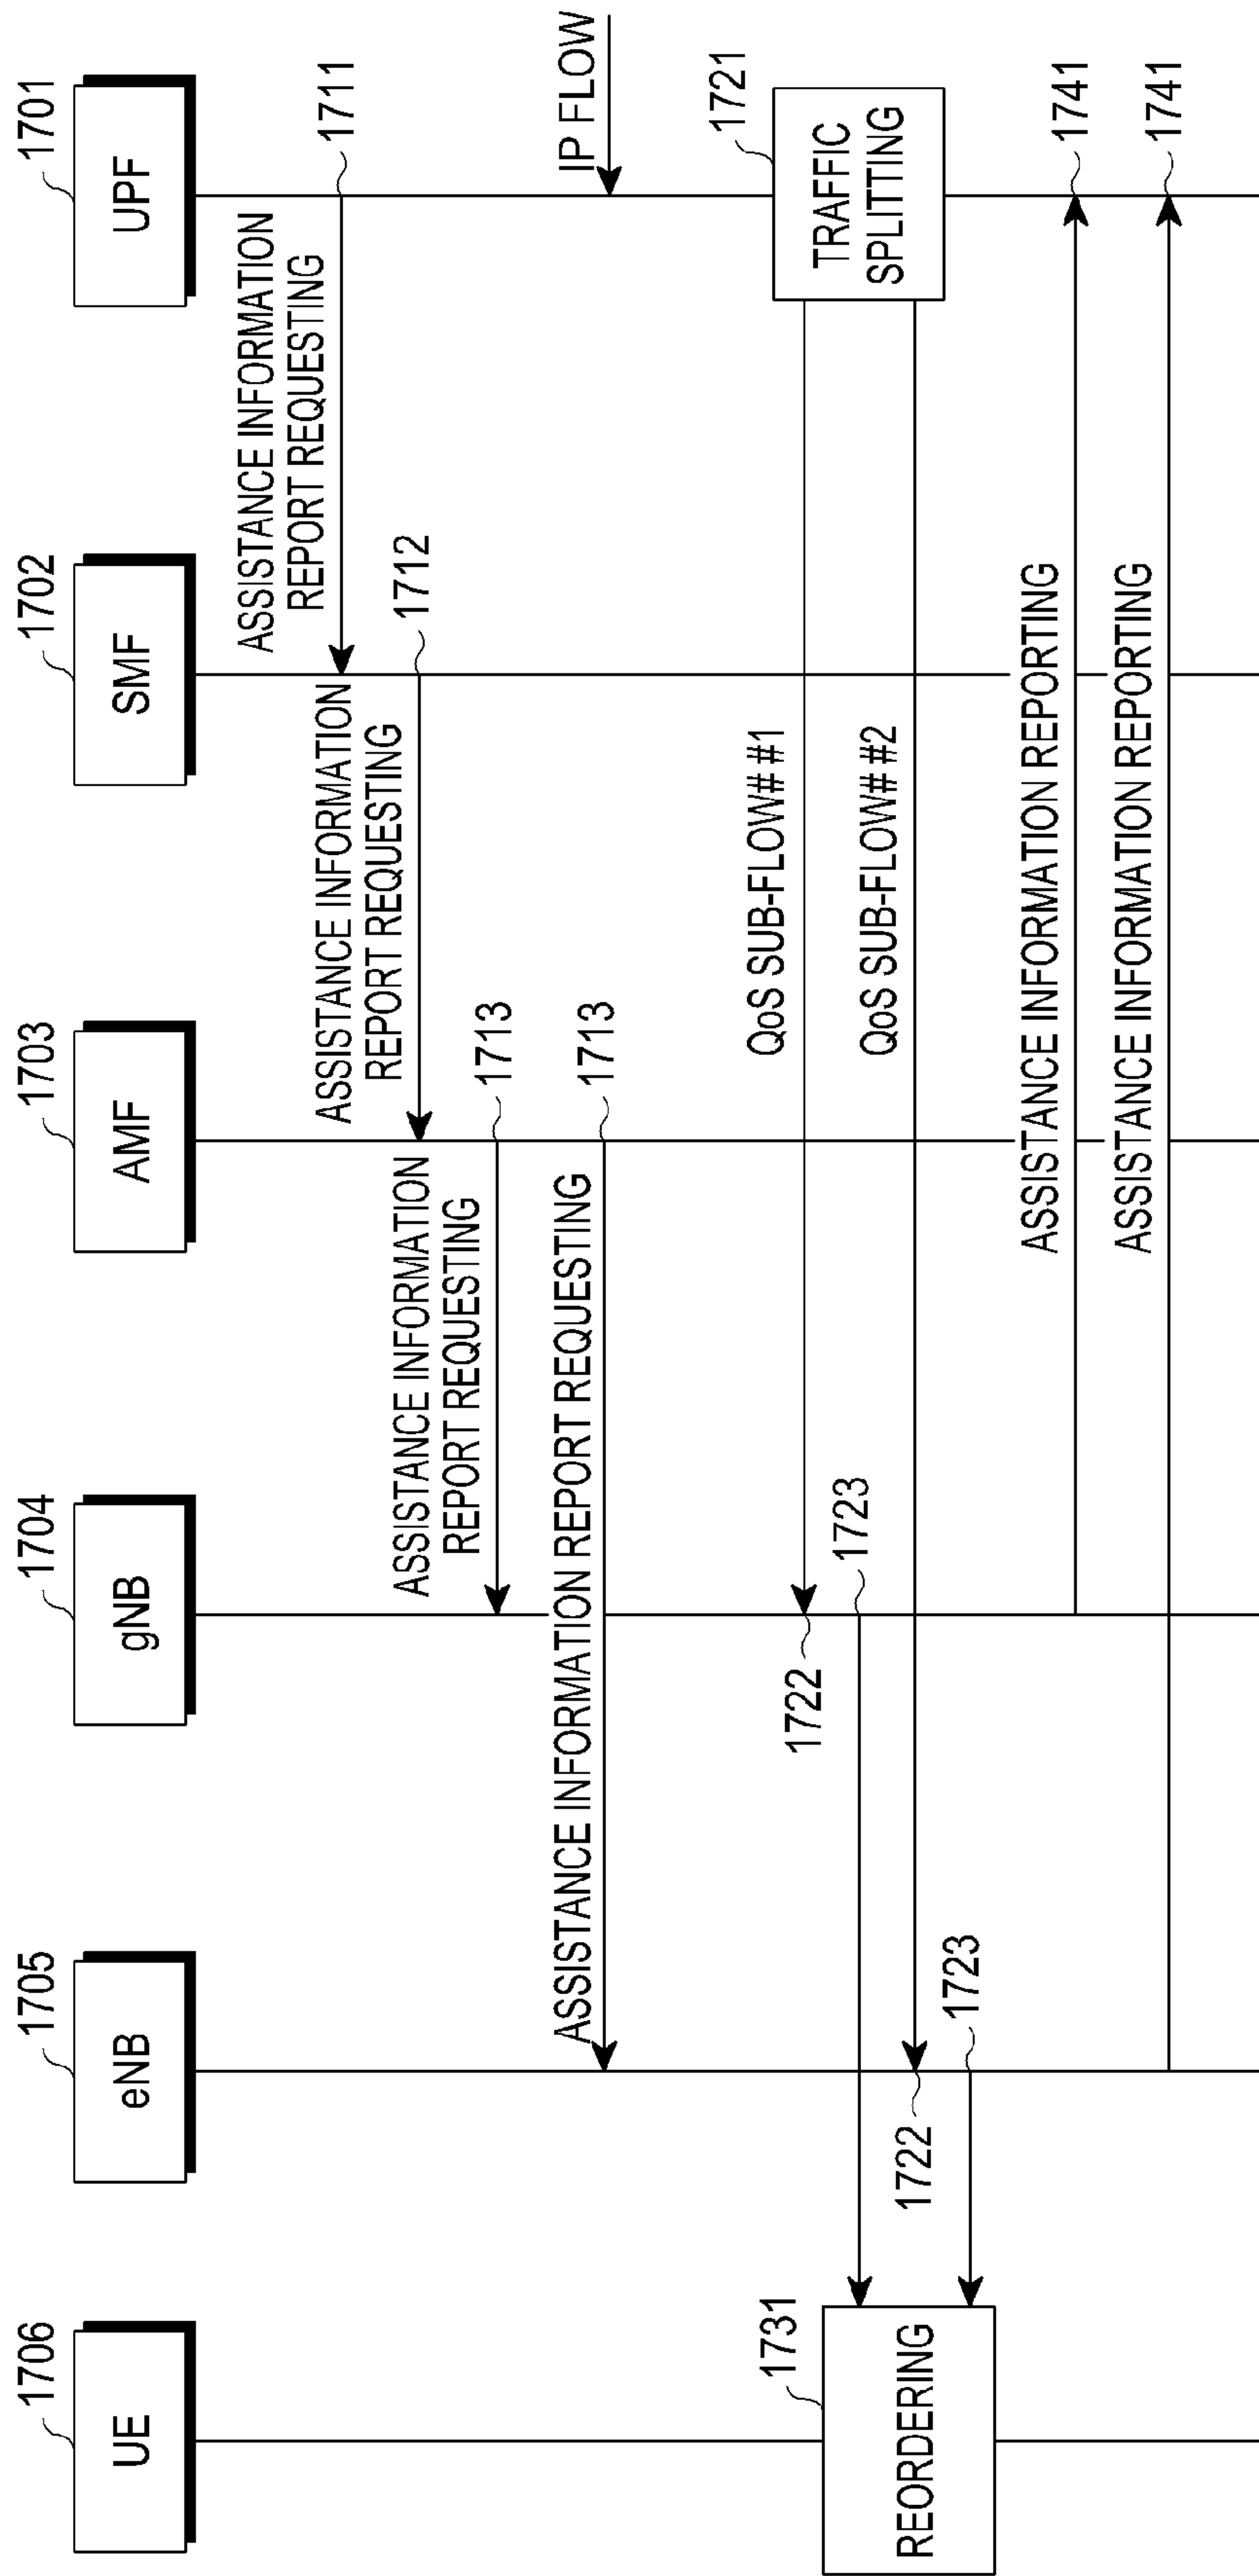 1706
UE
1705
eNB
1704
gNB
1703
AMF
1702
SMF
1701
UPF
ASSISTANCE INFORMATION
REPORT REQUESTING
1711
ASSISTANCE INFORMATION
REPORT REQUESTING
1712
ASSISTANCE INFORMATION
REPORT REQUESTING
1713
ASSISTANCE INFORMATION REPORT REQUESTING
1713
IP FLOW
1721
TRAFFIC
SPLITTING
QoS SUB-FLOW# #1
1722
1723
QoS SUB-FLOW# #2
1722
1723
1731
REORDERING
ASSISTANCE INFORMATION REPORTING
1741
ASSISTANCE INFORMATION REPORTING
1741